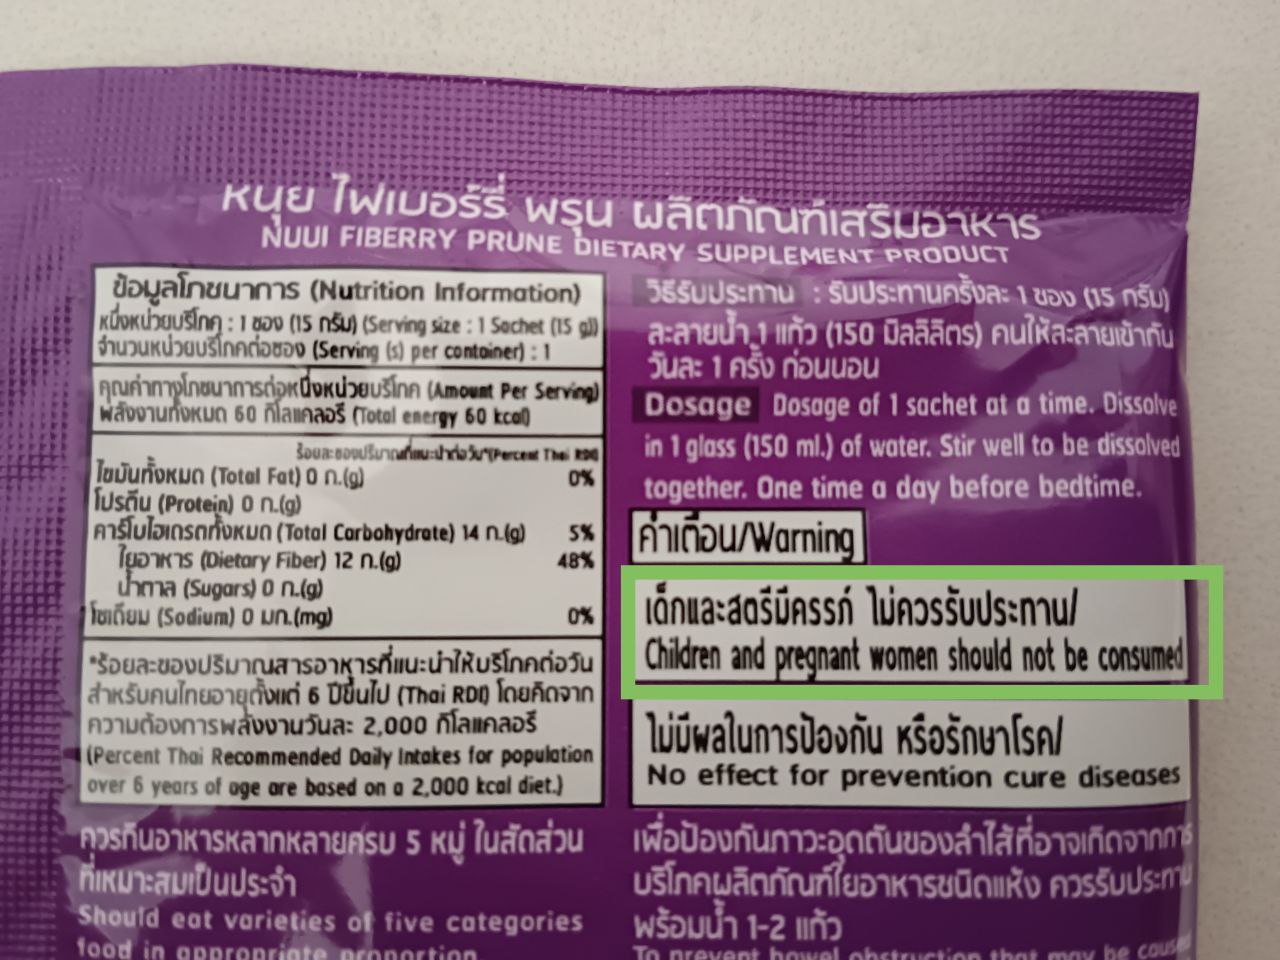 หนุย ไฟเบอร์รี่ พรุน ผลิตภัณฑ์เสริมอาหาร
NUUI FIBERRY PRUNE DIETARY SUPPLEMENT PRODUCT
ข้อมูลโภชนาการ (Nutrition Information)
หนึ่งหน่วยบริโภค : 1 ซอง (15 กรัม) (Serving size : 1 Sachet (15 g))
จำนวนหน่วยบริโภคต่อซอง (Serving (s) per container) : 1
คุณค่าทางโภชนาการต่อหนึ่งหน่วยบริโภค (Amount Per Serving)
พลังงานทั้งหมด 60 กิโลแคลอรี (Total energy 60 kcal)
ร้อยละของปริมาณที่แนะนำต่อวัน*(Percent Thai RDI)
ไขมันทั้งหมด (Total Fat) 0 ก.(g) 0%
โปรตีน (Protein) 0 ก.(g)
คาร์โบไฮเดรตทั้งหมด (Total Carbohydrate) 14 ก.(g) 5%
ใยอาหาร (Dietary Fiber) 12 ก.(g) 48%
น้ำตาล (Sugars) 0 ก.(g)
โซเดียม (Sodium) 0 มก.(mg) 0%
*ร้อยละของปริมาณสารอาหารที่แนะนำให้บริโภคต่อวัน
สำหรับคนไทยอายุตั้งแต่ 6 ปีขึ้นไป (Thai RDI) โดยคิดจาก
ความต้องการพลังงานวันละ 2,000 กิโลแคลอรี
(Percent Thai Recommended Daily Intakes for population
over 6 years of age are based on a 2,000 kcal diet.)
ควรกินอาหารหลากหลายครบ 5 หมู่ ในสัดส่วน
ที่เหมาะสมเป็นประจำ
Should eat varieties of five categories
food in appropriate proportion
วิธีรับประทาน : รับประทานครั้งละ 1 ซอง (15 กรัม)
ละลายน้ำ 1 แก้ว (150 มิลลิลิตร) คนให้ละลายเข้ากัน
วันละ 1 ครั้ง ก่อนนอน
Dosage Dosage of 1 sachet at a time. Dissolve
in 1 glass (150 ml.) of water. Stir well to be dissolved
together. One time a day before bedtime.
คำเตือน/Warning
เด็กและสตรีมีครรภ์ ไม่ควรรับประทาน/
Children and pregnant women should not be consumed
ไม่มีผลในการป้องกัน หรือรักษาโรค/
No effect for prevention cure diseases
เพื่อป้องกันภาวะอุดตันของลำไส้ที่อาจเกิดจากการ
บริโภคผลิตภัณฑ์ใยอาหารชนิดแห้ง ควรรับประทาน
พร้อมน้ำ 1-2 แก้ว
To prevent bowel obstruction that may be caused